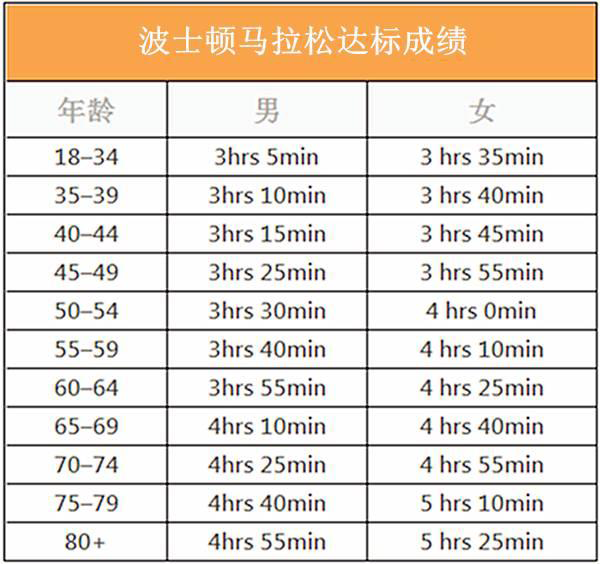 波士顿马拉松达标成绩
年龄 男 女
18–34 3hrs 5min 3 hrs 35min
35–39 3hrs 10min 3 hrs 40min
40–44 3hrs 15min 3 hrs 45min
45–49 3hrs 25min 3 hrs 55min
50–54 3hrs 30min 4 hrs 0min
55–59 3hrs 40min 4 hrs 10min
60–64 3hrs 55min 4 hrs 25min
65–69 4hrs 10min 4 hrs 40min
70–74 4hrs 25min 4 hrs 55min
75–79 4hrs 40min 5 hrs 10min
80+ 4hrs 55min 5 hrs 25min